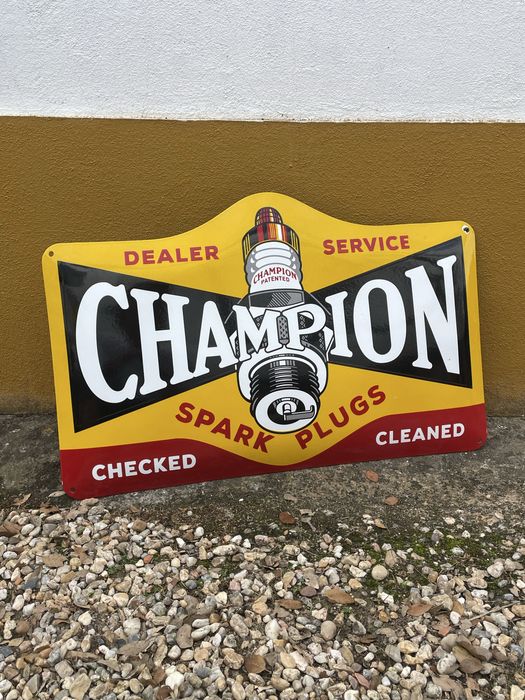 DEALER SERVICE
CHAMPION
PATENTED
CHAMPION
SPARK PLUGS
CHECKED CLEANED